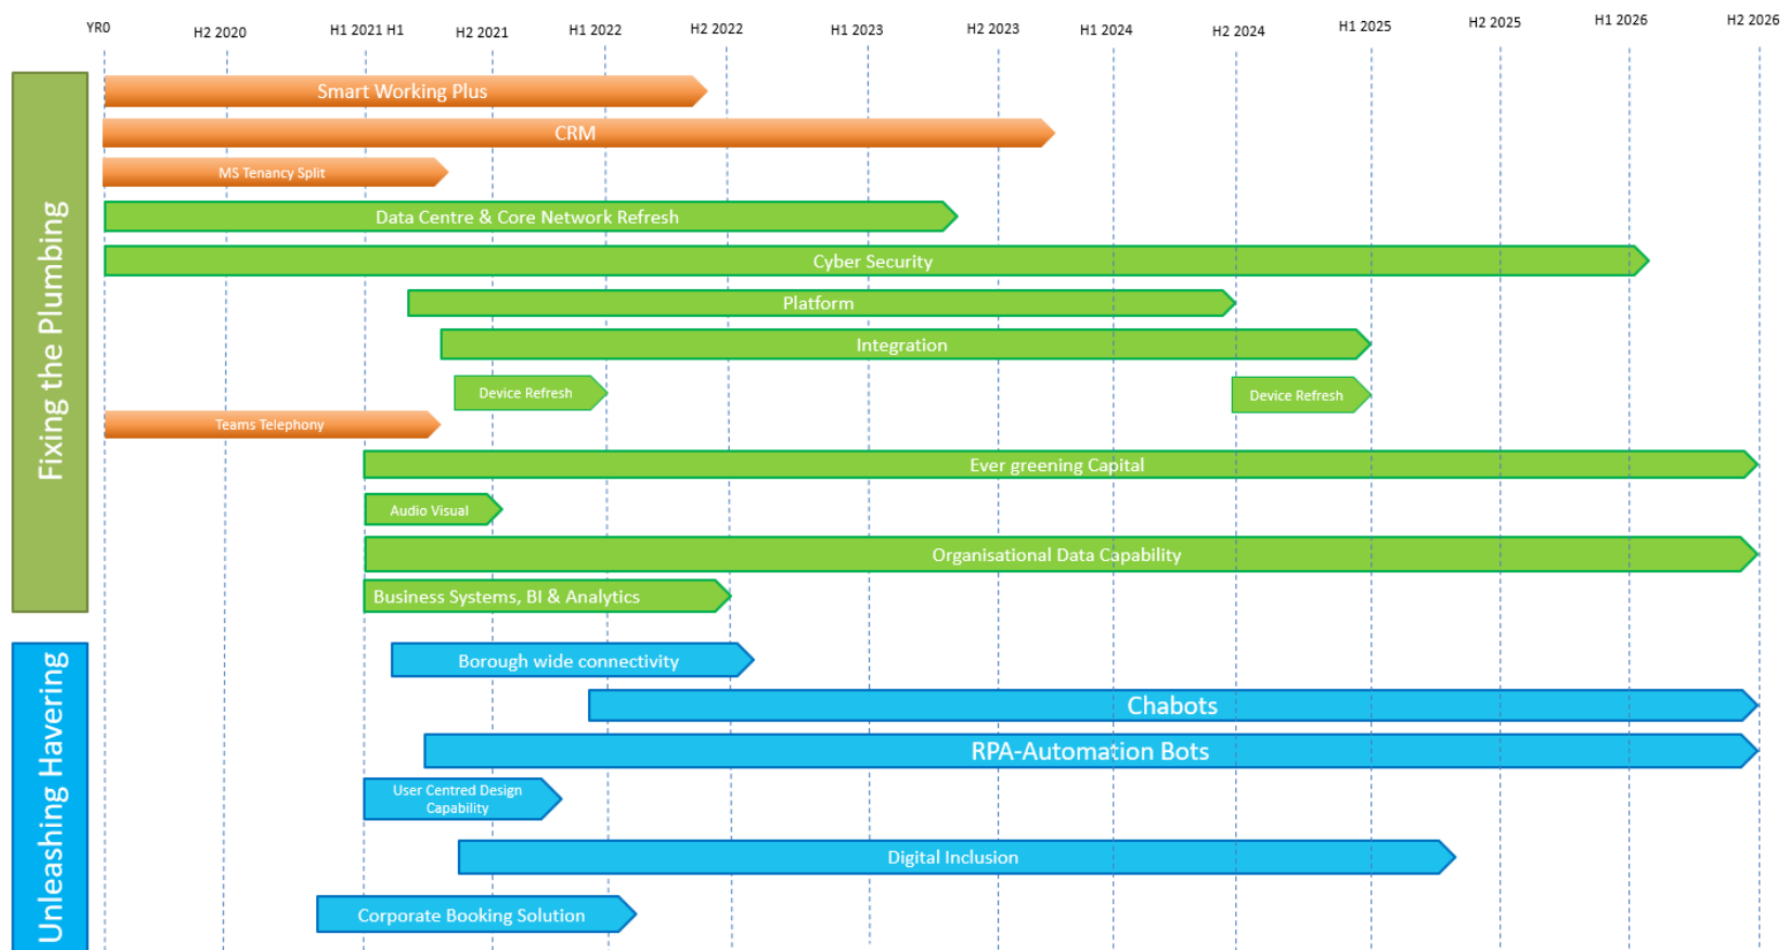 YR0
H2 2020
H1 2021 H1
H2 2021
H1 2022
H2 2022
H1 2023
H2 2023
H1 2024
H2 2024
H1 2025
H2 2025
H1 2026
H2 2026
Fixing the Plumbing
Smart Working Plus
CRM
MS Tenancy Split
Data Centre & Core Network Refresh
Cyber Security
Platform
Integration
Device Refresh
Device Refresh
Teams Telephony
Ever greening Capital
Audio Visual
Organisational Data Capability
Business Systems, BI & Analytics
Unleashing Havering
Borough wide connectivity
Chabots
RPA-Automation Bots
User Centred Design
Capability
Digital Inclusion
Corporate Booking Solution